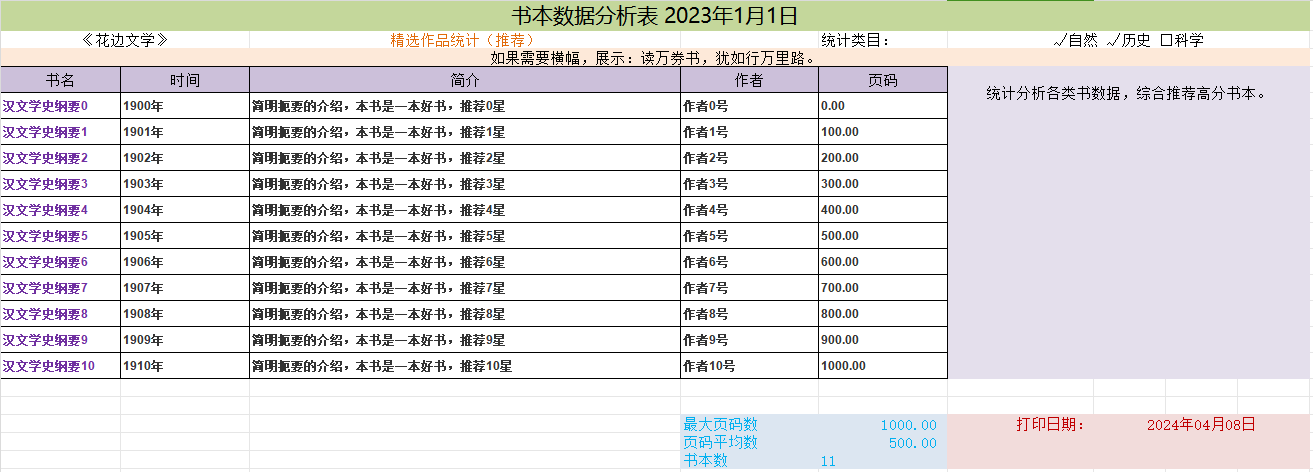 书本数据分析表 2023年1月1日
《花边文学》 精选作品统计（推荐） 统计类目： √自然 √历史 口科学
如果需要横幅，展示：读万券书，犹如行万里路。
书名 时间 简介 作者 页码
统计分析各类书数据，综合推荐高分书本。
汉文学史纲要0 1900年 简明扼要的介绍，本书是一本好书，推荐0星 作者0号 0.00
汉文学史纲要1 1901年 简明扼要的介绍，本书是一本好书，推荐1星 作者1号 100.00
汉文学史纲要2 1902年 简明扼要的介绍，本书是一本好书，推荐2星 作者2号 200.00
汉文学史纲要3 1903年 简明扼要的介绍，本书是一本好书，推荐3星 作者3号 300.00
汉文学史纲要4 1904年 简明扼要的介绍，本书是一本好书，推荐4星 作者4号 400.00
汉文学史纲要5 1905年 简明扼要的介绍，本书是一本好书，推荐5星 作者5号 500.00
汉文学史纲要6 1906年 简明扼要的介绍，本书是一本好书，推荐6星 作者6号 600.00
汉文学史纲要7 1907年 简明扼要的介绍，本书是一本好书，推荐7星 作者7号 700.00
汉文学史纲要8 1908年 简明扼要的介绍，本书是一本好书，推荐8星 作者8号 800.00
汉文学史纲要9 1909年 简明扼要的介绍，本书是一本好书，推荐9星 作者9号 900.00
汉文学史纲要10 1910年 简明扼要的介绍，本书是一本好书，推荐10星 作者10号 1000.00
最大页码数 1000.00 打印日期： 2024年04月08日
页码平均数 500.00
书本数 11